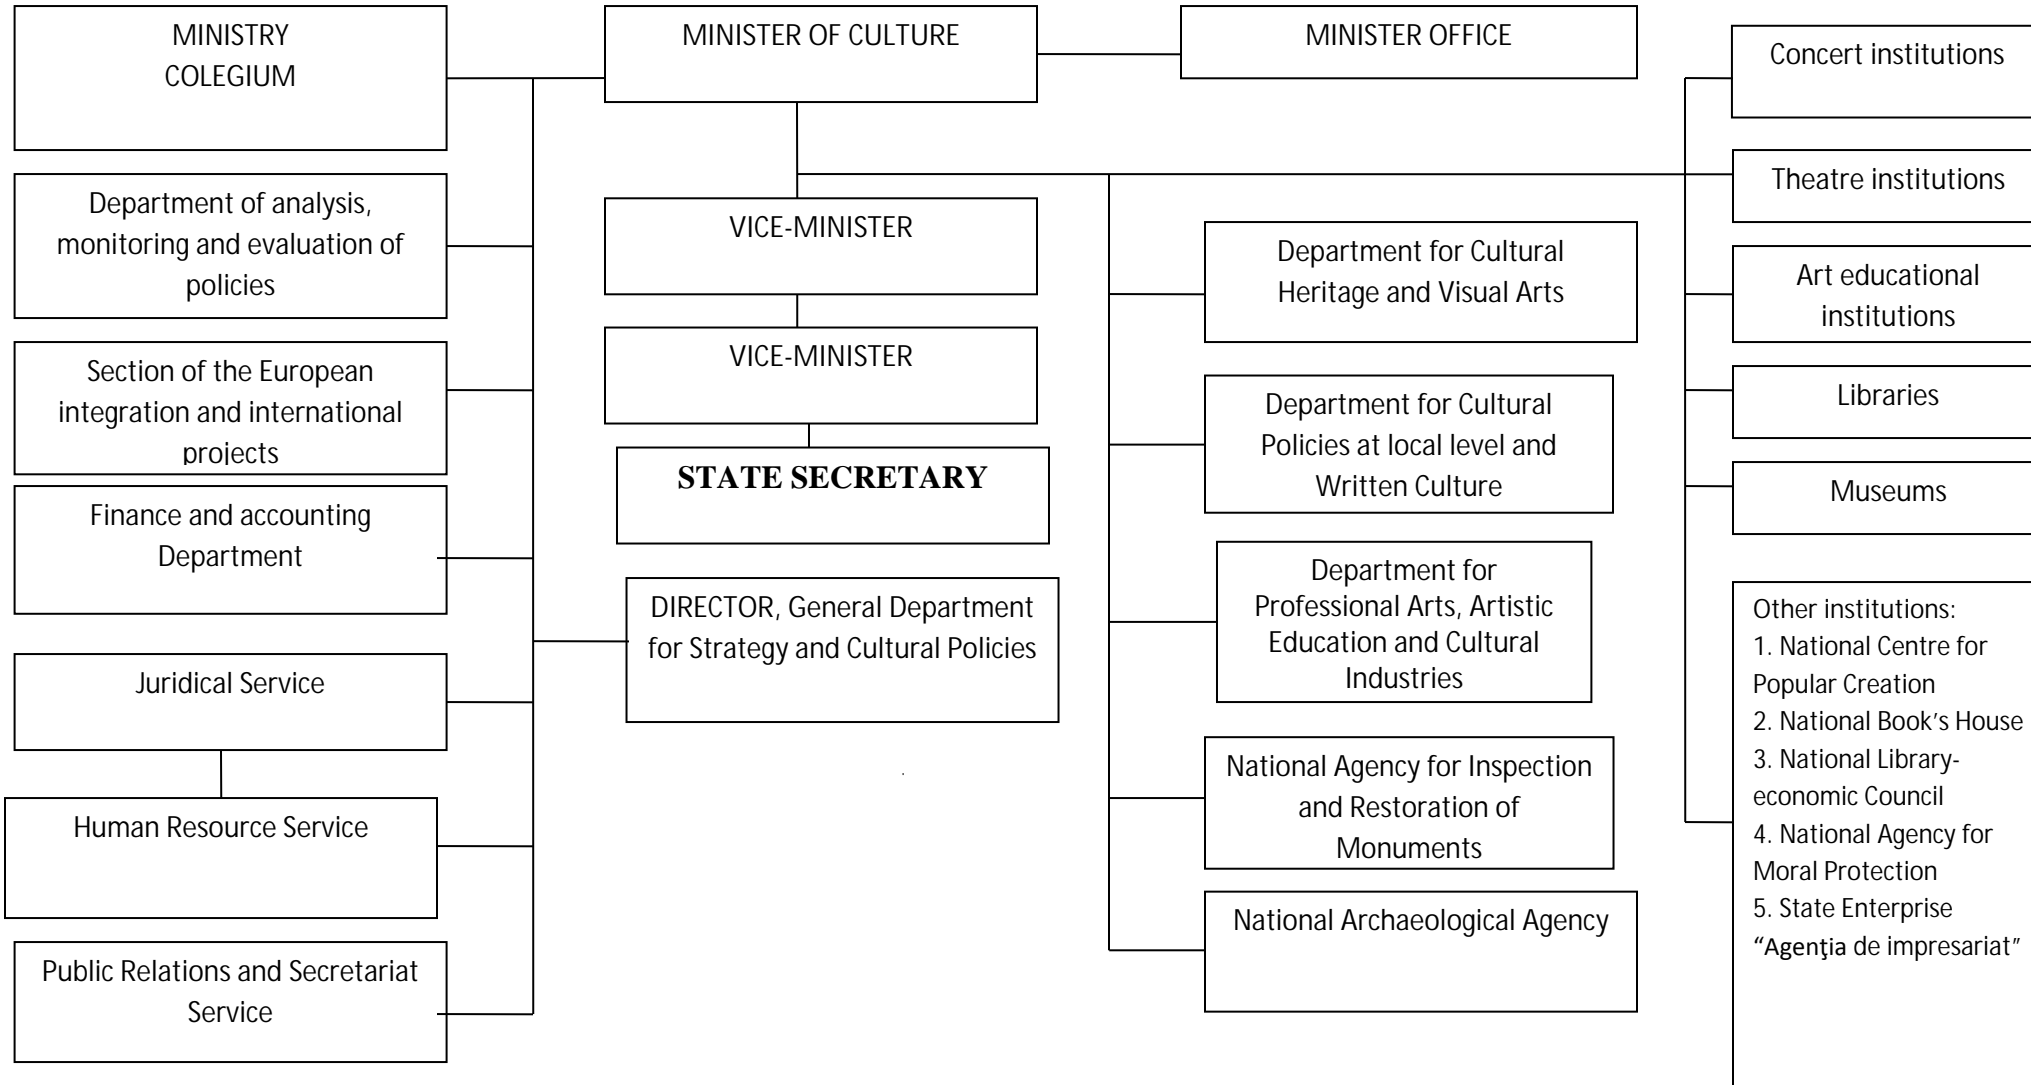 MINISTRY
COLEGIUM
MINISTER OF CULTURE
MINISTER OFFICE
Concert institutions
Department of analysis,
monitoring and evaluation of
policies
VICE-MINISTER
Theatre institutions
Department for Cultural
Heritage and Visual Arts
Art educational
institutions
Section of the European
integration and international
projects
VICE-MINISTER
Department for Cultural
Policies at local level and
Written Culture
Libraries
STATE SECRETARY
Museums
Finance and accounting
Department
DIRECTOR, General Department
for Strategy and Cultural Policies
Department for
Professional Arts, Artistic
Education and Cultural
Industries
Other institutions:
1. National Centre for
Popular Creation
2. National Book's House
3. National Library-
economic Council
4. National Agency for
Moral Protection
5. State Enterprise
“Agenţia de impresariat”
Juridical Service
National Agency for Inspection
and Restoration of
Monuments
Human Resource Service
National Archaeological Agency
Public Relations and Secretariat
Service